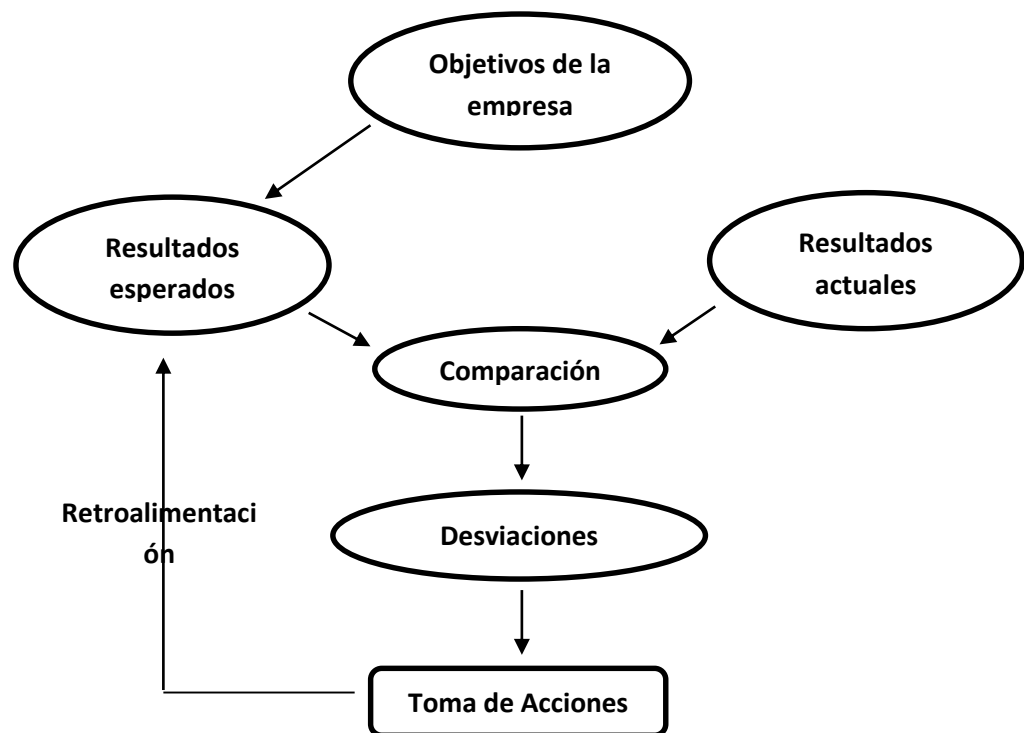 Objetivos de la
empresa
Resultados
esperados
Resultados
actuales
Comparación
Retroalimentaci
ón
Desviaciones
Toma de Acciones